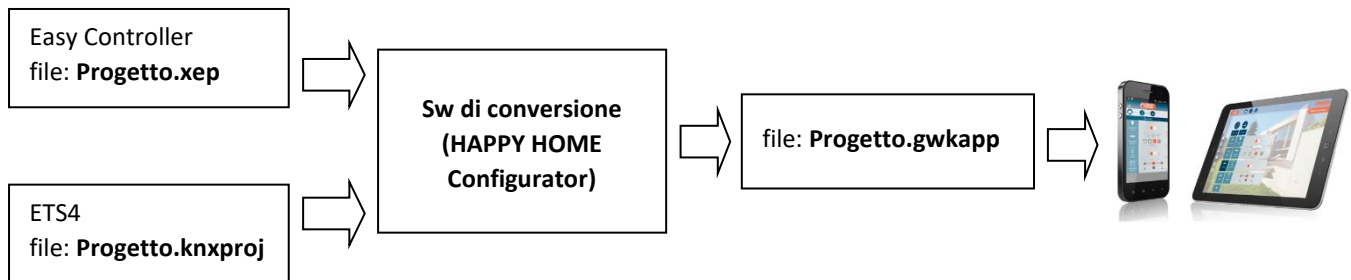 Easy Controller
file: Progetto.xep
Sw di conversione
(HAPPY HOME
Configurator)
file: Progetto.gwkapp
ETS4
file: Progetto.knxproj